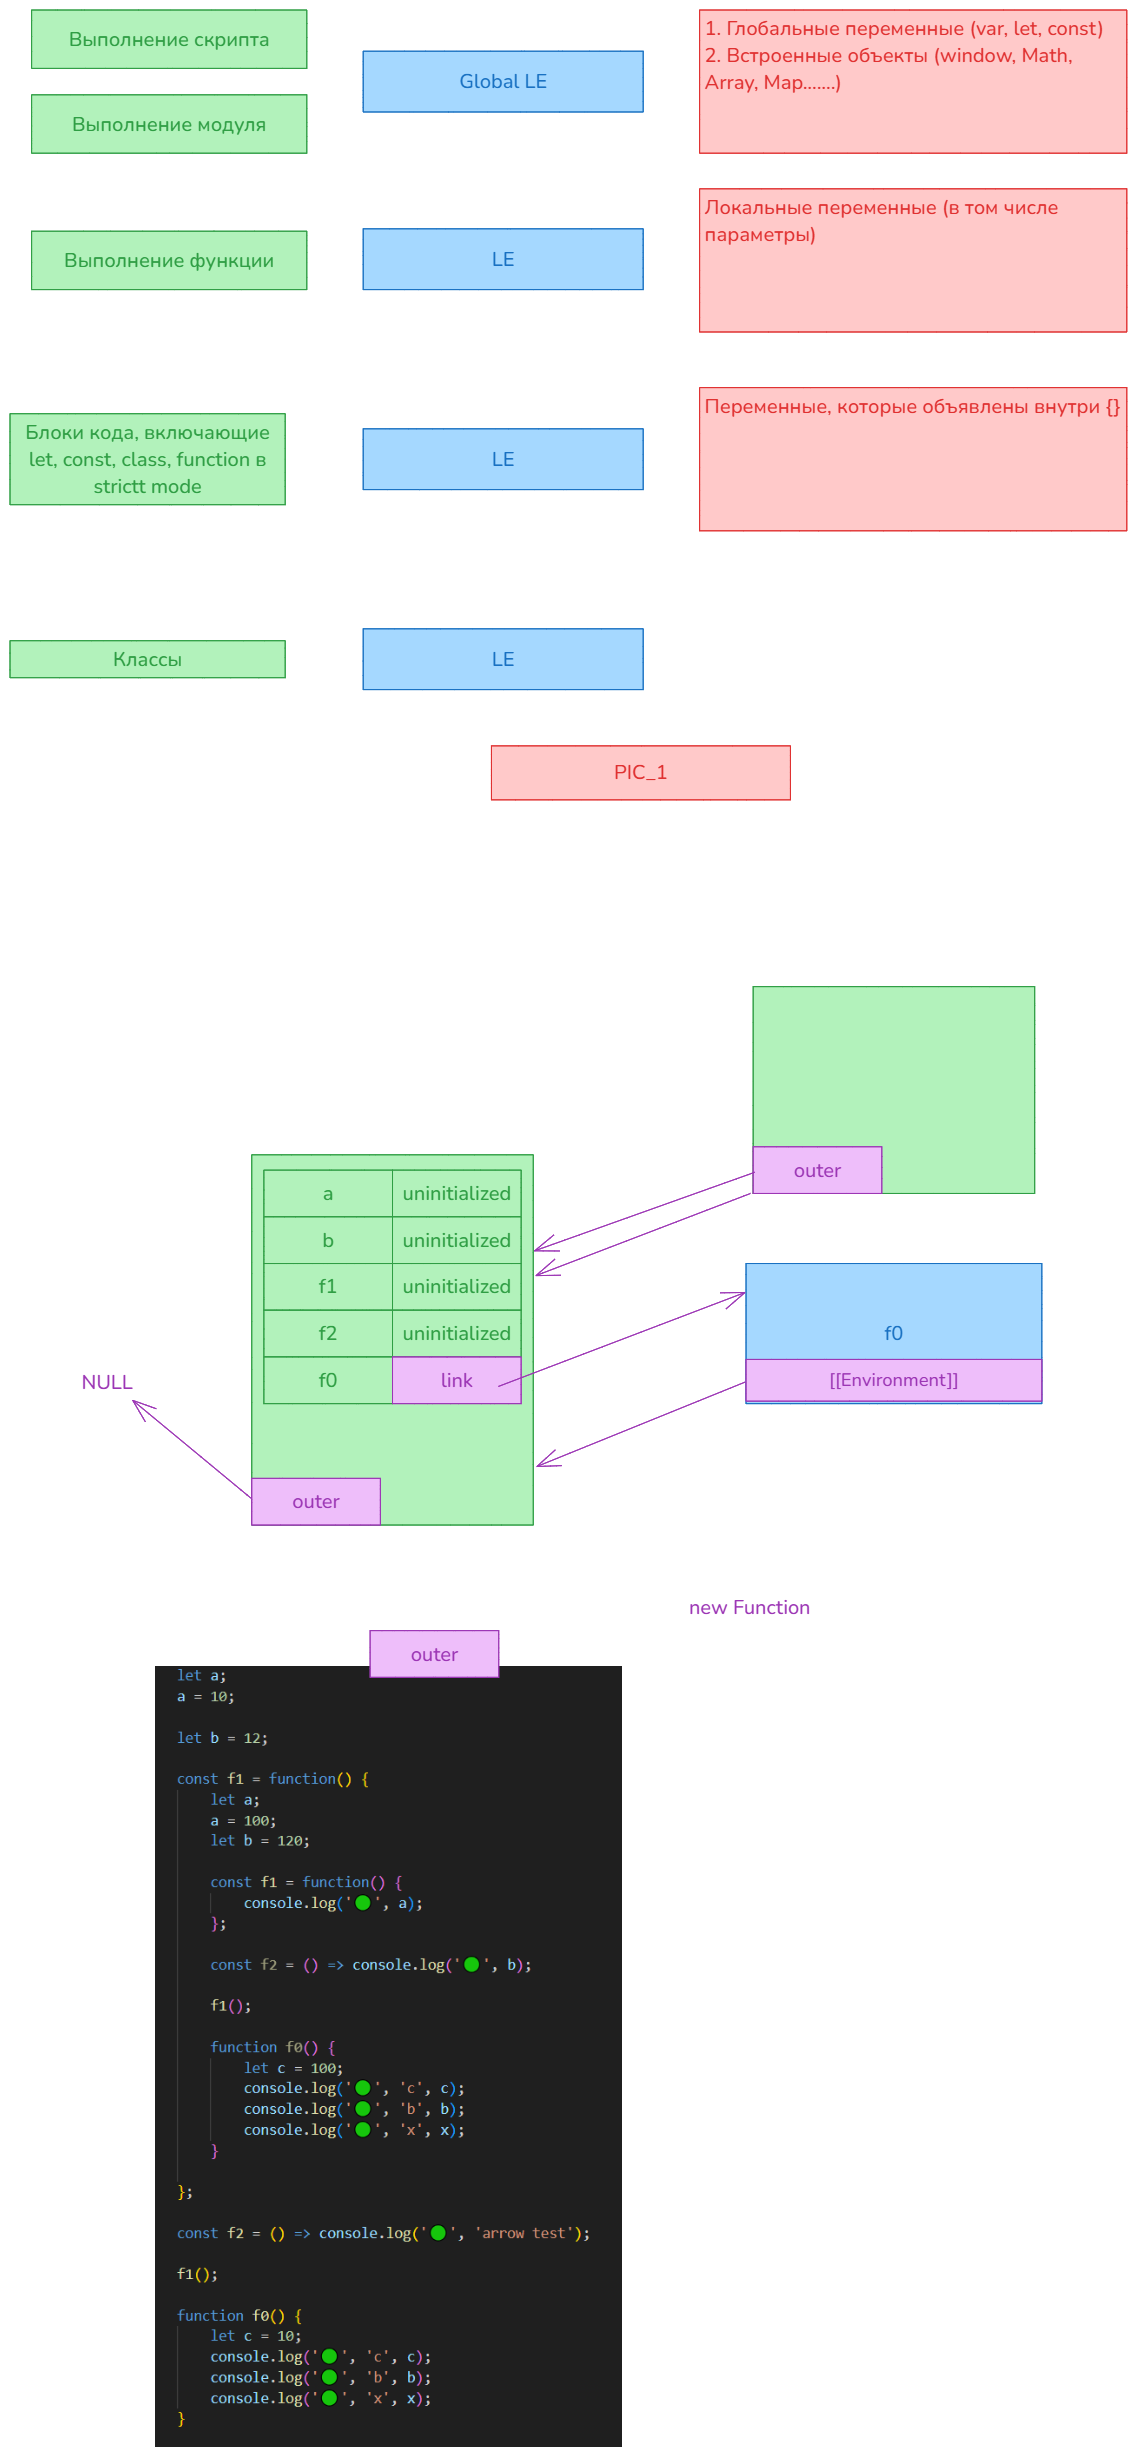 Выполнение скрипта
Global LE
1. Глобальные переменные (var, let, const)
2. Встроенные объекты (window, Math,
Array, Map.......)
Выполнение модуля
Выполнение функции
LE
Локальные переменные (в том числе
параметры)
Блоки кода, включающие
let, const, class, function в
strictt mode
LE
Переменные, которые объявлены внутри {}
Классы
LE
PIC_1
outer
a uninitialized
b uninitialized
f1 uninitialized
f2 uninitialized
f0 link
f0
[[Environment]]
NULL
outer
new Function
outer
let a;
a = 10;
let b = 12;
const f1 = function() {
let a;
a = 100;
let b = 120;
const f1 = function() {
console.log('🟢', a);
};
const f2 = () => console.log('🟢', b);
f1();
function f0() {
let c = 100;
console.log('🟢', 'c', c);
console.log('🟢', 'b', b);
console.log('🟢', 'x', x);
}
};
const f2 = () => console.log('🟢', 'arrow test');
f1();
function f0() {
let c = 10;
console.log('🟢', 'c', c);
console.log('🟢', 'b', b);
console.log('🟢', 'x', x);
}